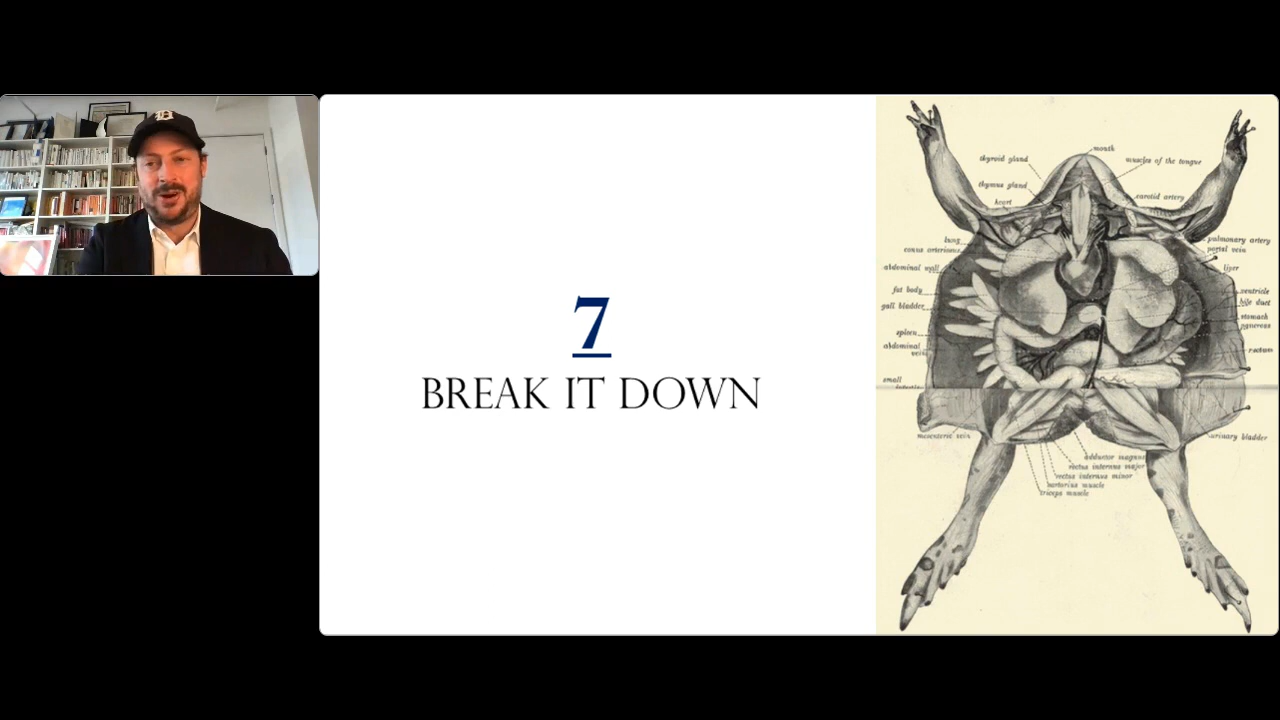 7
BREAK IT DOWN
mouth
thyroid gland
muscles of the tongue
thymus gland
carotid artery
heart
lung
pulmonary artery
conus arteriosus
portal vein
abdominal wall
liver
fat body
ventricle
gall bladder
bile duct
stomach
spleen
pancreas
abdominal
vein
rectum
small
mesenteric vein
urinary bladder
adductor magnus
rectus internus major
rectus internus minor
sartorius muscle
triceps muscle